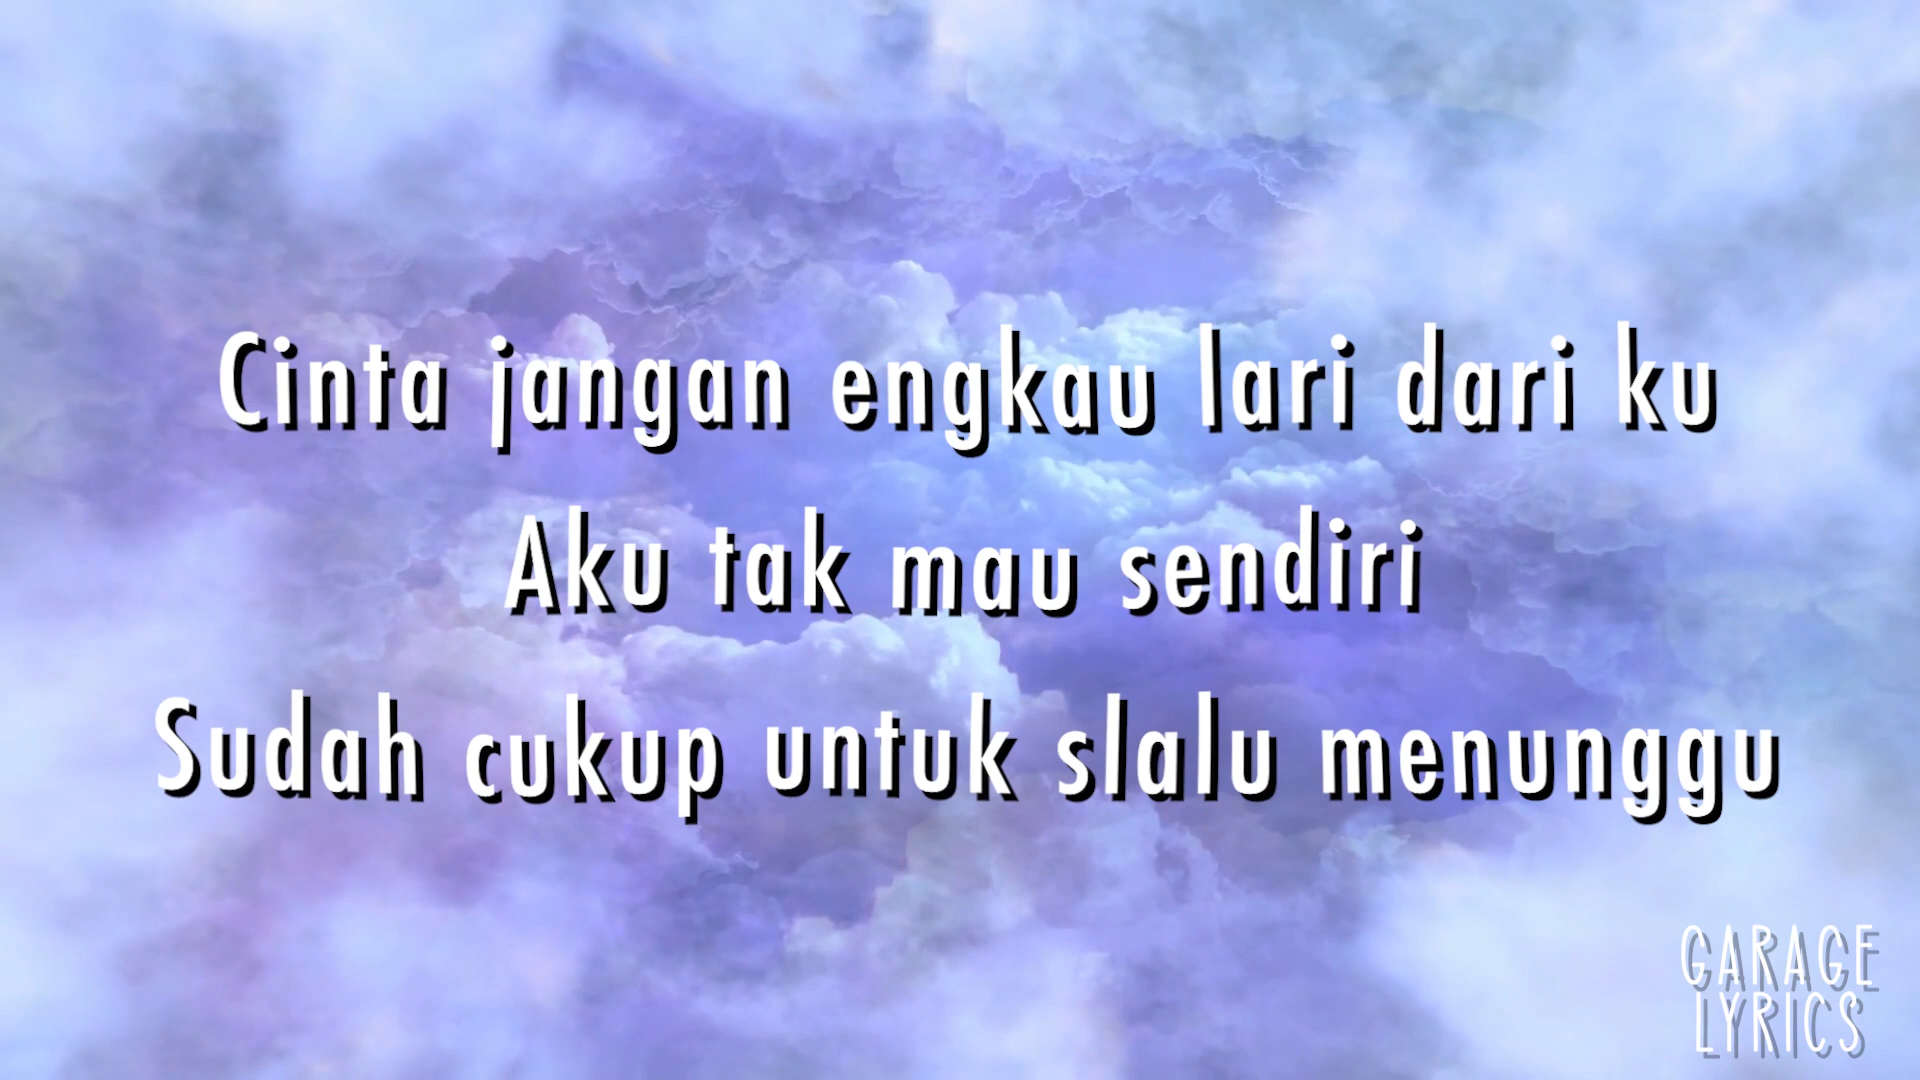 Cinta jangan engkau lari dari ku
Aku tak mau sendiri
Sudah cukup untuk slalu menunggu
GARAGE
LYRICS